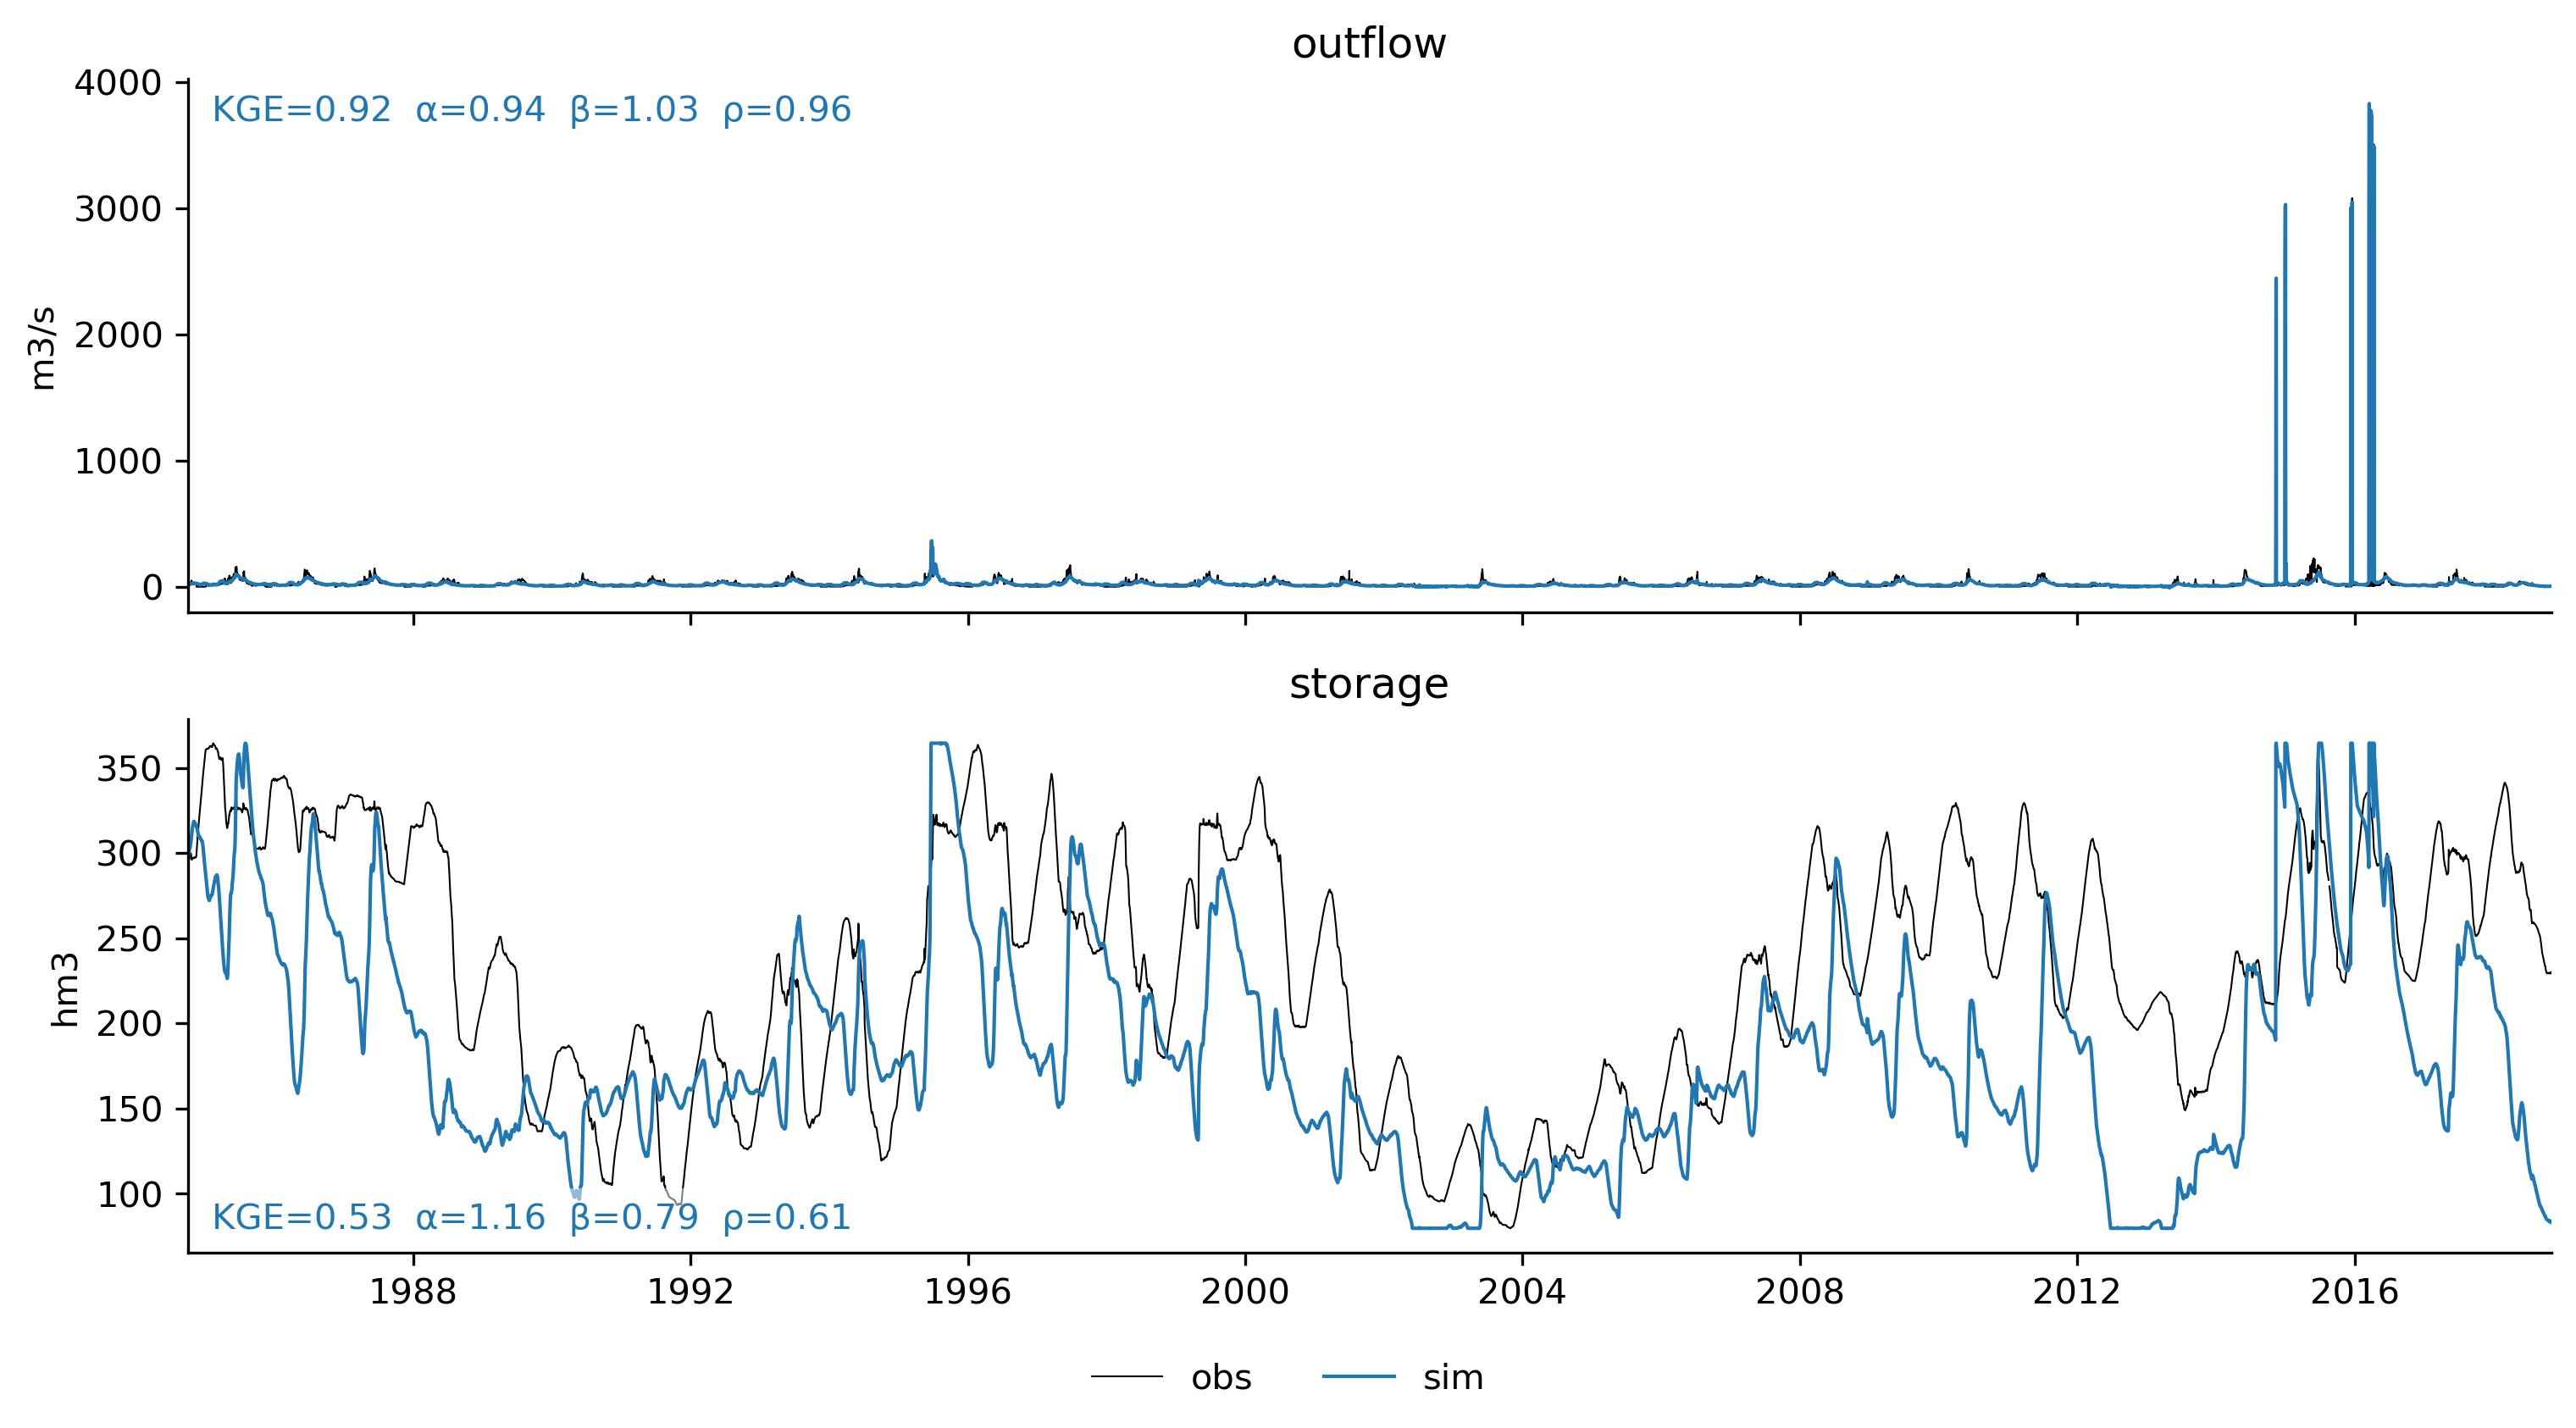 outflow
4000
KGE=0.92 α=0.94 β=1.03 ρ=0.96
3000
m3/s
2000
1000
0
storage
350
300
250
hm3
200
150
100
KGE=0.53 α=1.16 β=0.79 ρ=0.61
1988 1992 1996 2000 2004 2008 2012 2016
obs sim